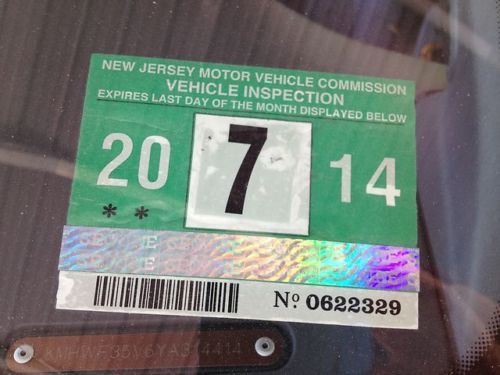 NEW JERSEY MOTOR VEHICLE COMMISSION
VEHICLE INSPECTION
EXPIRES LAST DAY OF THE MONTH DISPLAYED BELOW
20 7 14
* *
Nº 0622329